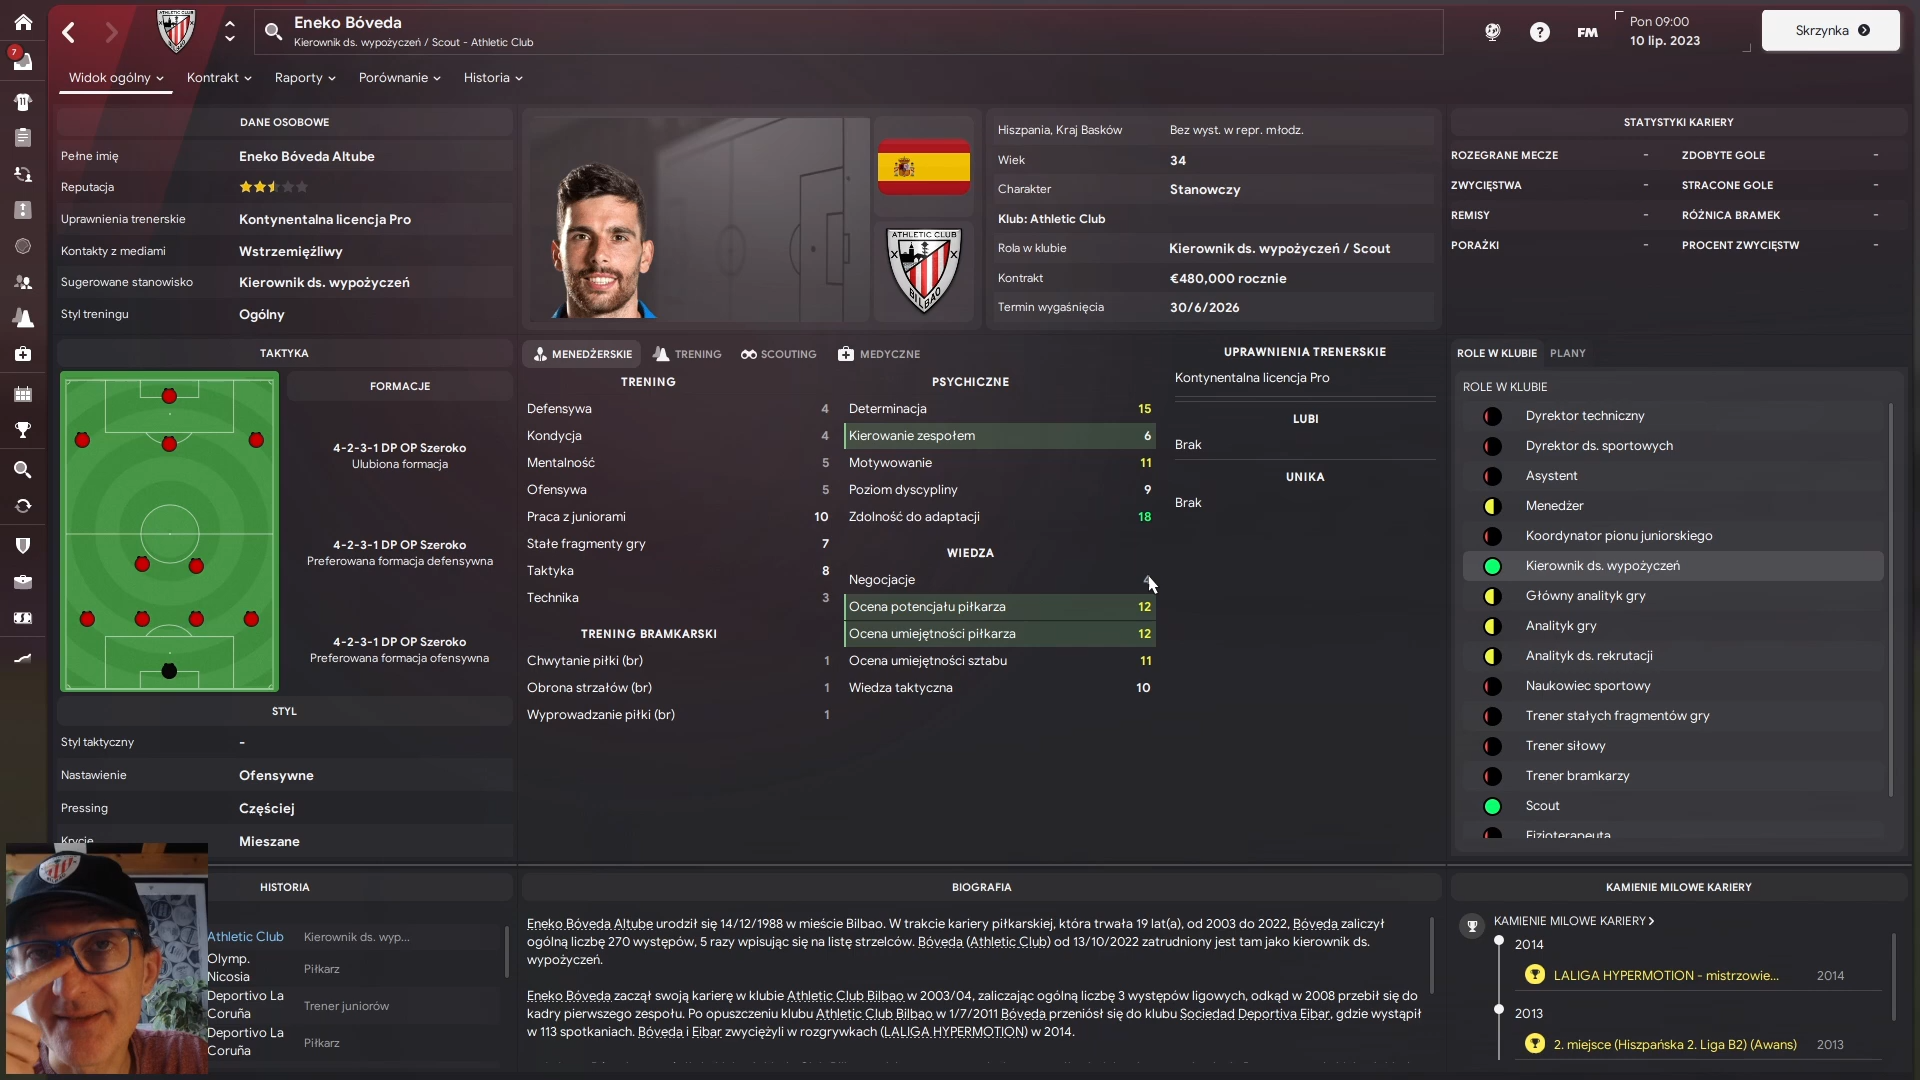 Eneko Bóveda
Kierownik ds. wypożyczeń / Scout - Athletic Club
FM
Pon 09:00
10 lip. 2023
Skrzynka
7
Widok ogólny
Kontrakt
Raporty
Porównanie
Historia
DANE OSOBOWE
Pełne imię Eneko Bóveda Altube
Reputacja
Uprawnienia trenerskie Kontynentalna licencja Pro
Kontakty z mediami Wstrzemięźliwy
Sugerowane stanowisko Kierownik ds. wypożyczeń
Styl treningu Ogólny
ATHLETIC CLUB
BILBAO
Hiszpania, Kraj Basków Bez wyst. w repr. młodz.
Wiek 34
Charakter Stanowczy
Klub: Athletic Club
Rola w klubie Kierownik ds. wypożyczeń / Scout
Kontrakt €480,000 rocznie
Termin wygaśnięcia 30/6/2026
STATYSTYKI KARIERY
ROZEGRANE MECZE - ZDOBYTE GOLE -
ZWYCIĘSTWA - STRACONE GOLE -
REMISY - RÓŻNICA BRAMEK -
PORAŻKI - PROCENT ZWYCIĘSTW -
TAKTYKA
FORMACJE
4-2-3-1 DP OP Szeroko
Ulubiona formacja
4-2-3-1 DP OP Szeroko
Preferowana formacja defensywna
4-2-3-1 DP OP Szeroko
Preferowana formacja ofensywna
STYL
Styl taktyczny -
Nastawienie Ofensywne
Pressing Częściej
Krycie Mieszane
MENEDŻERSKIE
TRENING
SCOUTING
MEDYCZNE
TRENING
Defensywa 4
Kondycja 4
Mentalność 5
Ofensywa 5
Praca z juniorami 10
Stałe fragmenty gry 7
Taktyka 8
Technika 3
TRENING BRAMKARSKI
Chwytanie piłki (br) 1
Obrona strzałów (br) 1
Wyprowadzanie piłki (br) 1
PSYCHICZNE
Determinacja 15
Kierowanie zespołem 6
Motywowanie 11
Poziom dyscypliny 9
Zdolność do adaptacji 18
WIEDZA
Negocjacje
Ocena potencjału piłkarza 12
Ocena umiejętności piłkarza 12
Ocena umiejętności sztabu 11
Wiedza taktyczna 10
UPRAWNIENIA TRENERSKIE
Kontynentalna licencja Pro
LUBI
Brak
UNIKA
Brak
ROLE W KLUBIE
PLANY
ROLE W KLUBIE
Dyrektor techniczny
Dyrektor ds. sportowych
Asystent
Menedżer
Koordynator pionu juniorskiego
Kierownik ds. wypożyczeń
Główny analityk gry
Analityk gry
Analityk ds. rekrutacji
Naukowiec sportowy
Trener stałych fragmentów gry
Trener siłowy
Trener bramkarzy
Scout
Fizjoterapeuta
HISTORIA
Athletic Club Kierownik ds. wyp...
Olymp. Nicosia Piłkarz
Deportivo La Coruña Trener juniorów
Deportivo La Coruña Piłkarz
BIOGRAFIA
Eneko Bóveda Altube urodził się 14/12/1988 w mieście Bilbao. W trakcie kariery piłkarskiej, która trwała 19 lat(a), od 2003 do 2022, Bóveda zaliczył
ogólną liczbę 270 występów, 5 razy wpisując się na listę strzelców. Bóveda (Athletic Club) od 13/10/2022 zatrudniony jest tam jako kierownik ds.
wypożyczeń.
Eneko Bóveda zaczął swoją karierę w klubie Athletic Club Bilbao w 2003/04, zaliczając ogólną liczbę 3 występów ligowych, odkąd w 2008 przebił się do
kadry pierwszego zespołu. Po opuszczeniu klubu Athletic Club Bilbao w 1/7/2011 Bóveda przeniósł się do klubu Sociedad Deportiva Eibar, gdzie wystąpił
w 113 spotkaniach. Bóveda i Eibar zwyciężyli w rozgrywkach (LALIGA HYPERMOTION) w 2014.
KAMIENIE MILOWE KARIERY
KAMIENIE MILOWE KARIERY
2014
LALIGA HYPERMOTION - mistrzowie... 2014
2013
2. miejsce (Hiszpańska 2. Liga B2) (Awans) 2013